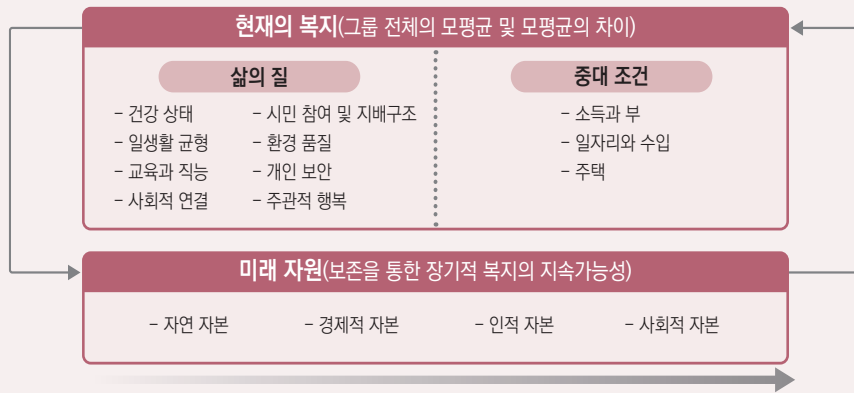 현재의 복지(그룹 전체의 모평균 및 모평균의 차이)
삶의 질
- 건강 상태
- 일생활 균형
- 교육과 직능
- 사회적 연결
- 시민 참여 및 지배구조
- 환경 품질
- 개인 보안
- 주관적 행복
중대 조건
- 소득과 부
- 일자리와 수입
- 주택
미래 자원(보존을 통한 장기적 복지의 지속가능성)
- 자연 자본
- 경제적 자본
- 인적 자본
- 사회적 자본